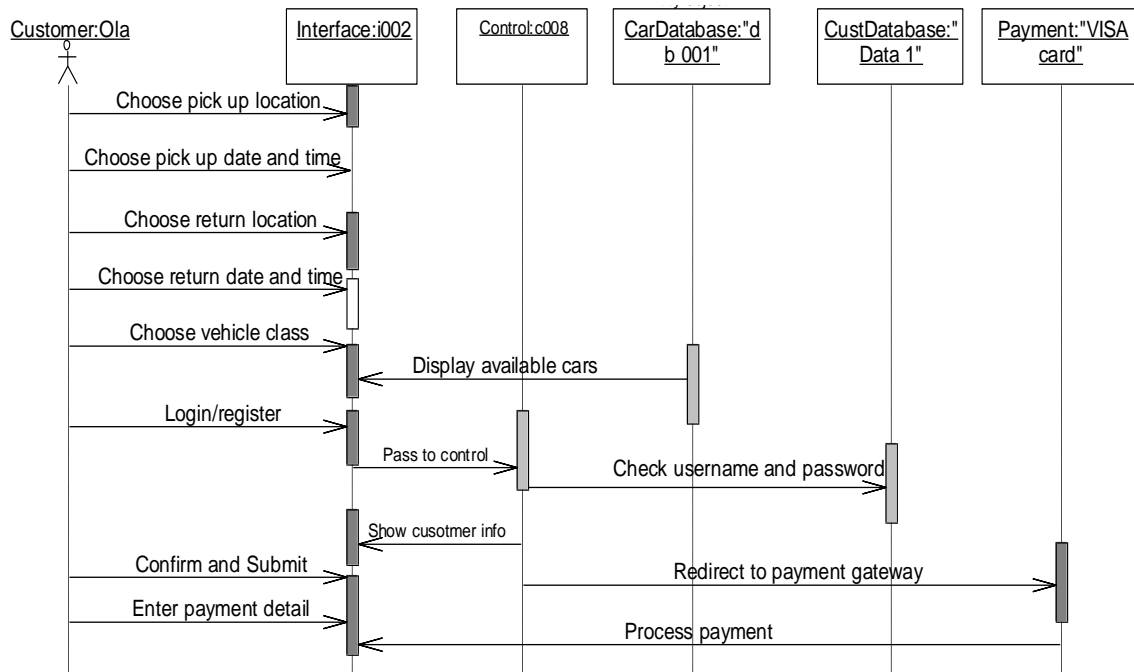 Customer:Ola
Interface:i002
Control:c008
CarDatabase:"d
b 001"
CustDatabase:"
Data 1"
Payment:"VISA
card"
Choose pick up location
Choose pick up date and time
Choose return location
Choose return date and time
Choose vehicle class
Display available cars
Login/register
Pass to control
Check username and password
Show cusotmer info
Confirm and Submit
Redirect to payment gateway
Enter payment detail
Process payment